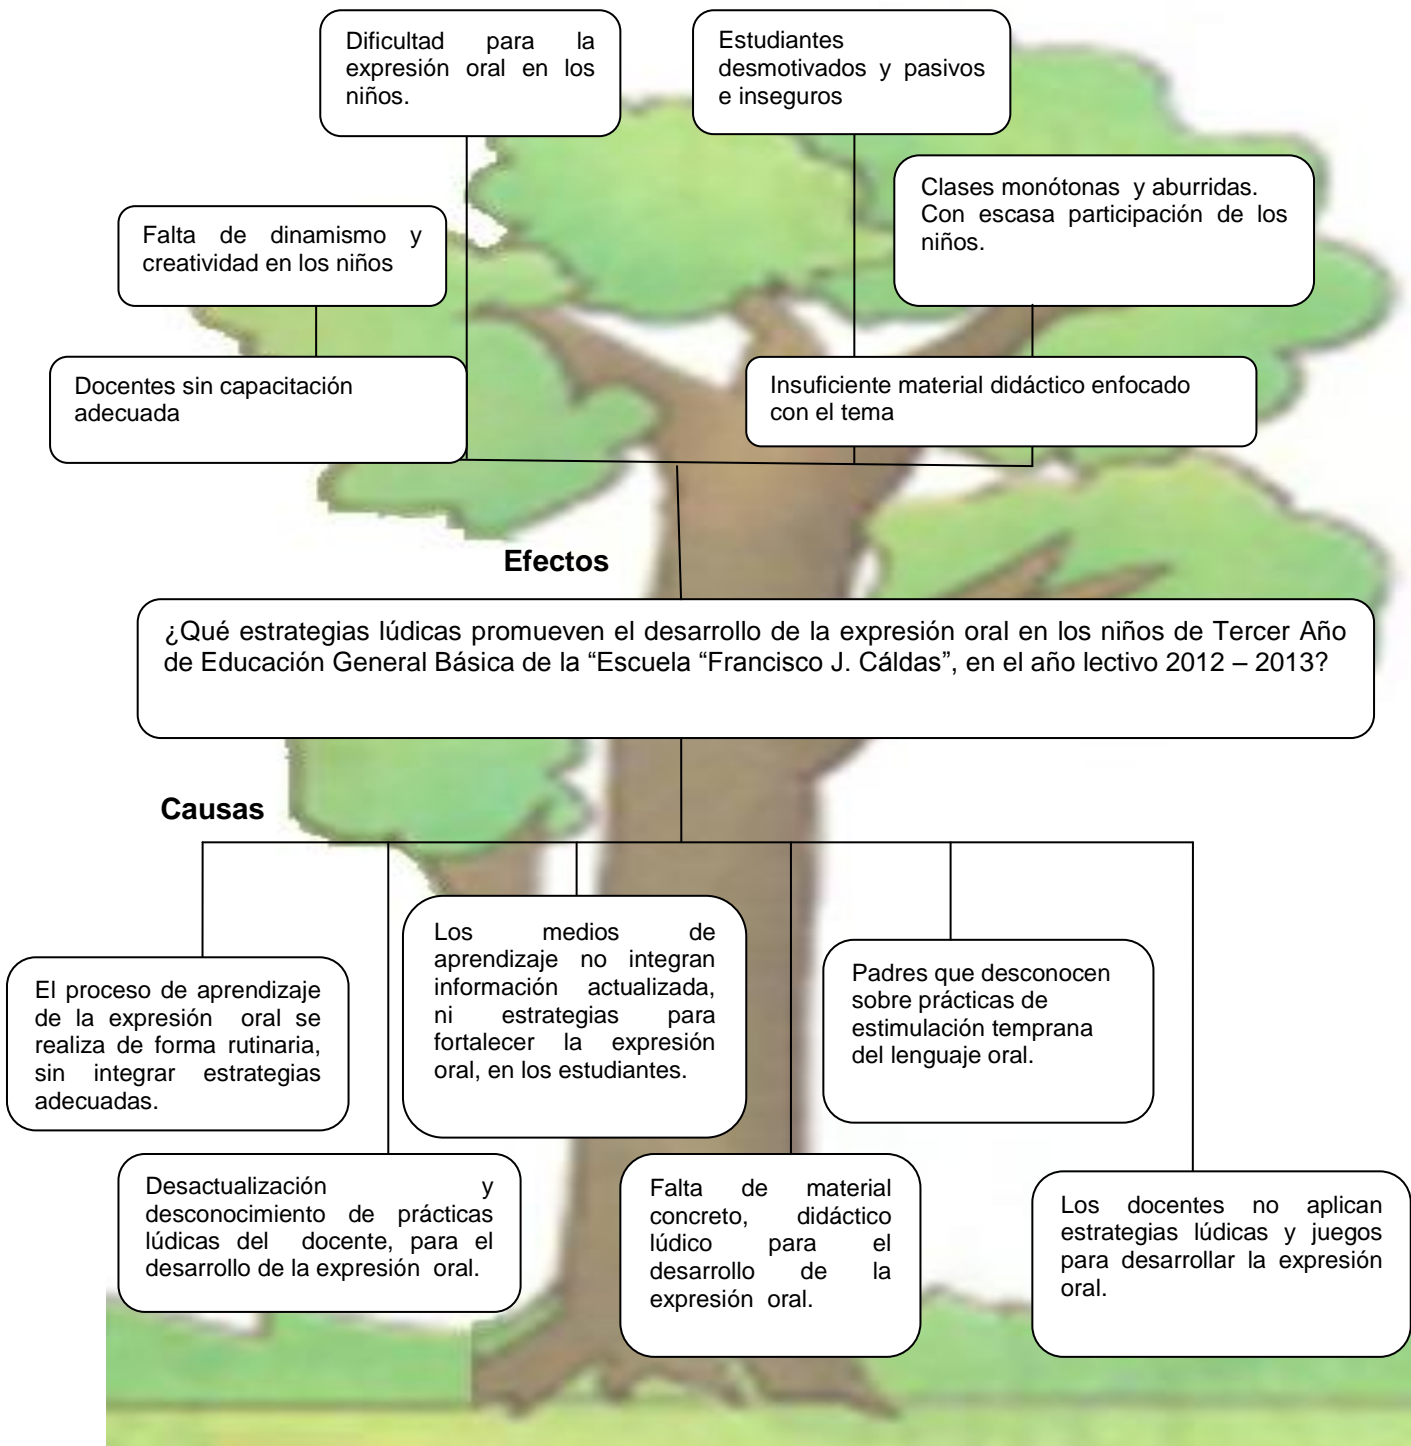 Dificultad para la
expresión oral en los
niños.
Estudiantes
desmotivados y pasivos
e inseguros
Clases monótonas y aburridas.
Con escasa participación de los
niños.
Falta de dinamismo y
creatividad en los niños
Docentes sin capacitación
adecuada
Insuficiente material didáctico enfocado
con el tema
Efectos
¿Qué estrategias lúdicas promueven el desarrollo de la expresión oral en los niños de Tercer Año
de Educación General Básica de la “Escuela “Francisco J. Cáldas”, en el año lectivo 2012 – 2013?
Causas
El proceso de aprendizaje
de la expresión oral se
realiza de forma rutinaria,
sin integrar estrategias
adecuadas.
Los medios de
aprendizaje no integran
información actualizada,
ni estrategias para
fortalecer la expresión
oral, en los estudiantes.
Padres que desconocen
sobre prácticas de
estimulación temprana
del lenguaje oral.
Desactualización y
desconocimiento de prácticas
lúdicas del docente, para el
desarrollo de la expresión oral.
Falta de material
concreto, didáctico
lúdico para el
desarrollo de la
expresión oral.
Los docentes no aplican
estrategias lúdicas y juegos
para desarrollar la expresión
oral.